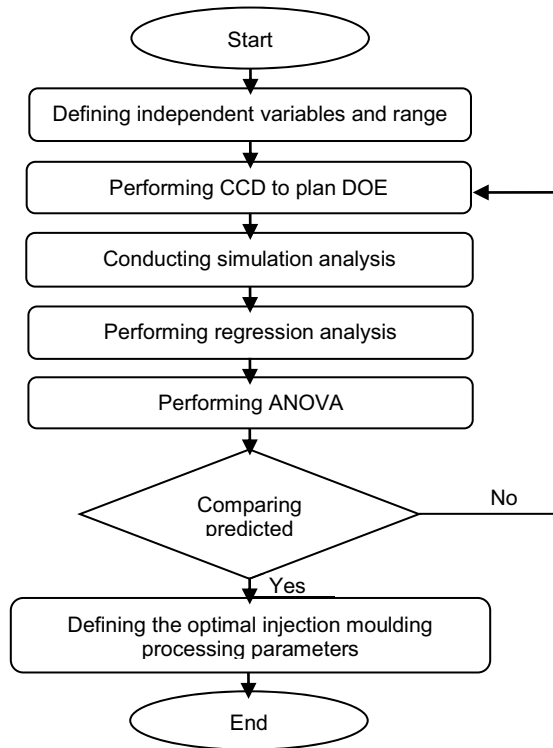 Start
Defining independent variables and range
Performing CCD to plan DOE
Conducting simulation analysis
Performing regression analysis
Performing ANOVA
Comparing
predicted
No
Yes
Defining the optimal injection moulding
processing parameters
End